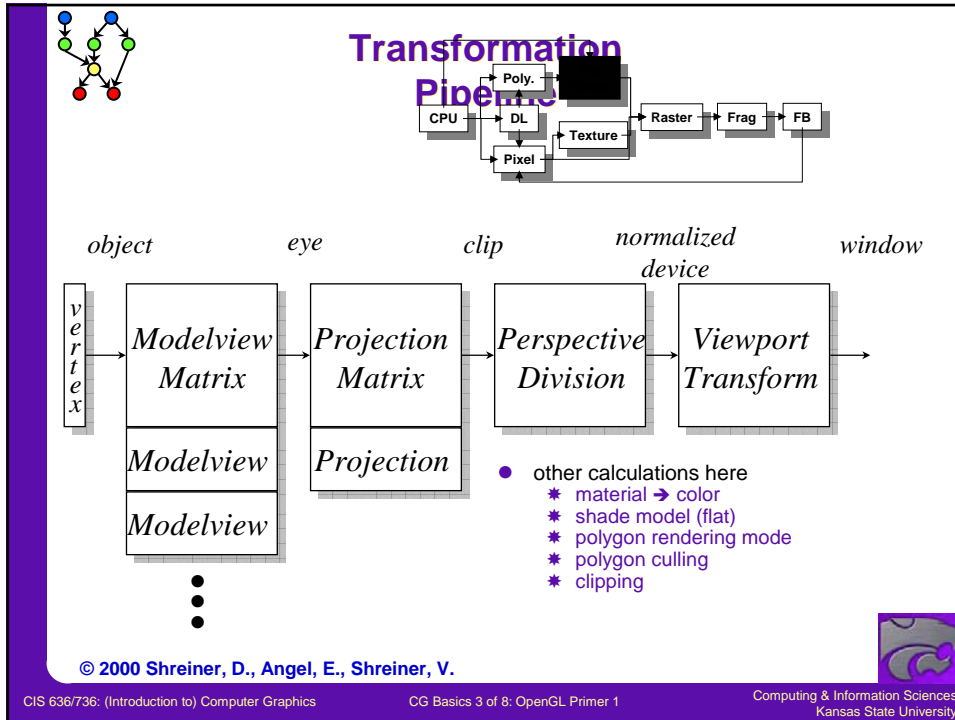 Transformation
Pipeline
Poly.
CPU
DL
Texture
Raster
Frag
FB
Pixel
object
eye
clip
normalized
device
window
vertex
Modelview
Matrix
Projection
Matrix
Perspective
Division
Viewport
Transform
Modelview
Projection
Modelview
● other calculations here
✷ material ➔ color
✷ shade model (flat)
✷ polygon rendering mode
✷ polygon culling
✷ clipping
© 2000 Shreiner, D., Angel, E., Shreiner, V.
CIS 636/736: (Introduction to) Computer Graphics
CG Basics 3 of 8: OpenGL Primer 1
Computing & Information Sciences
Kansas State University